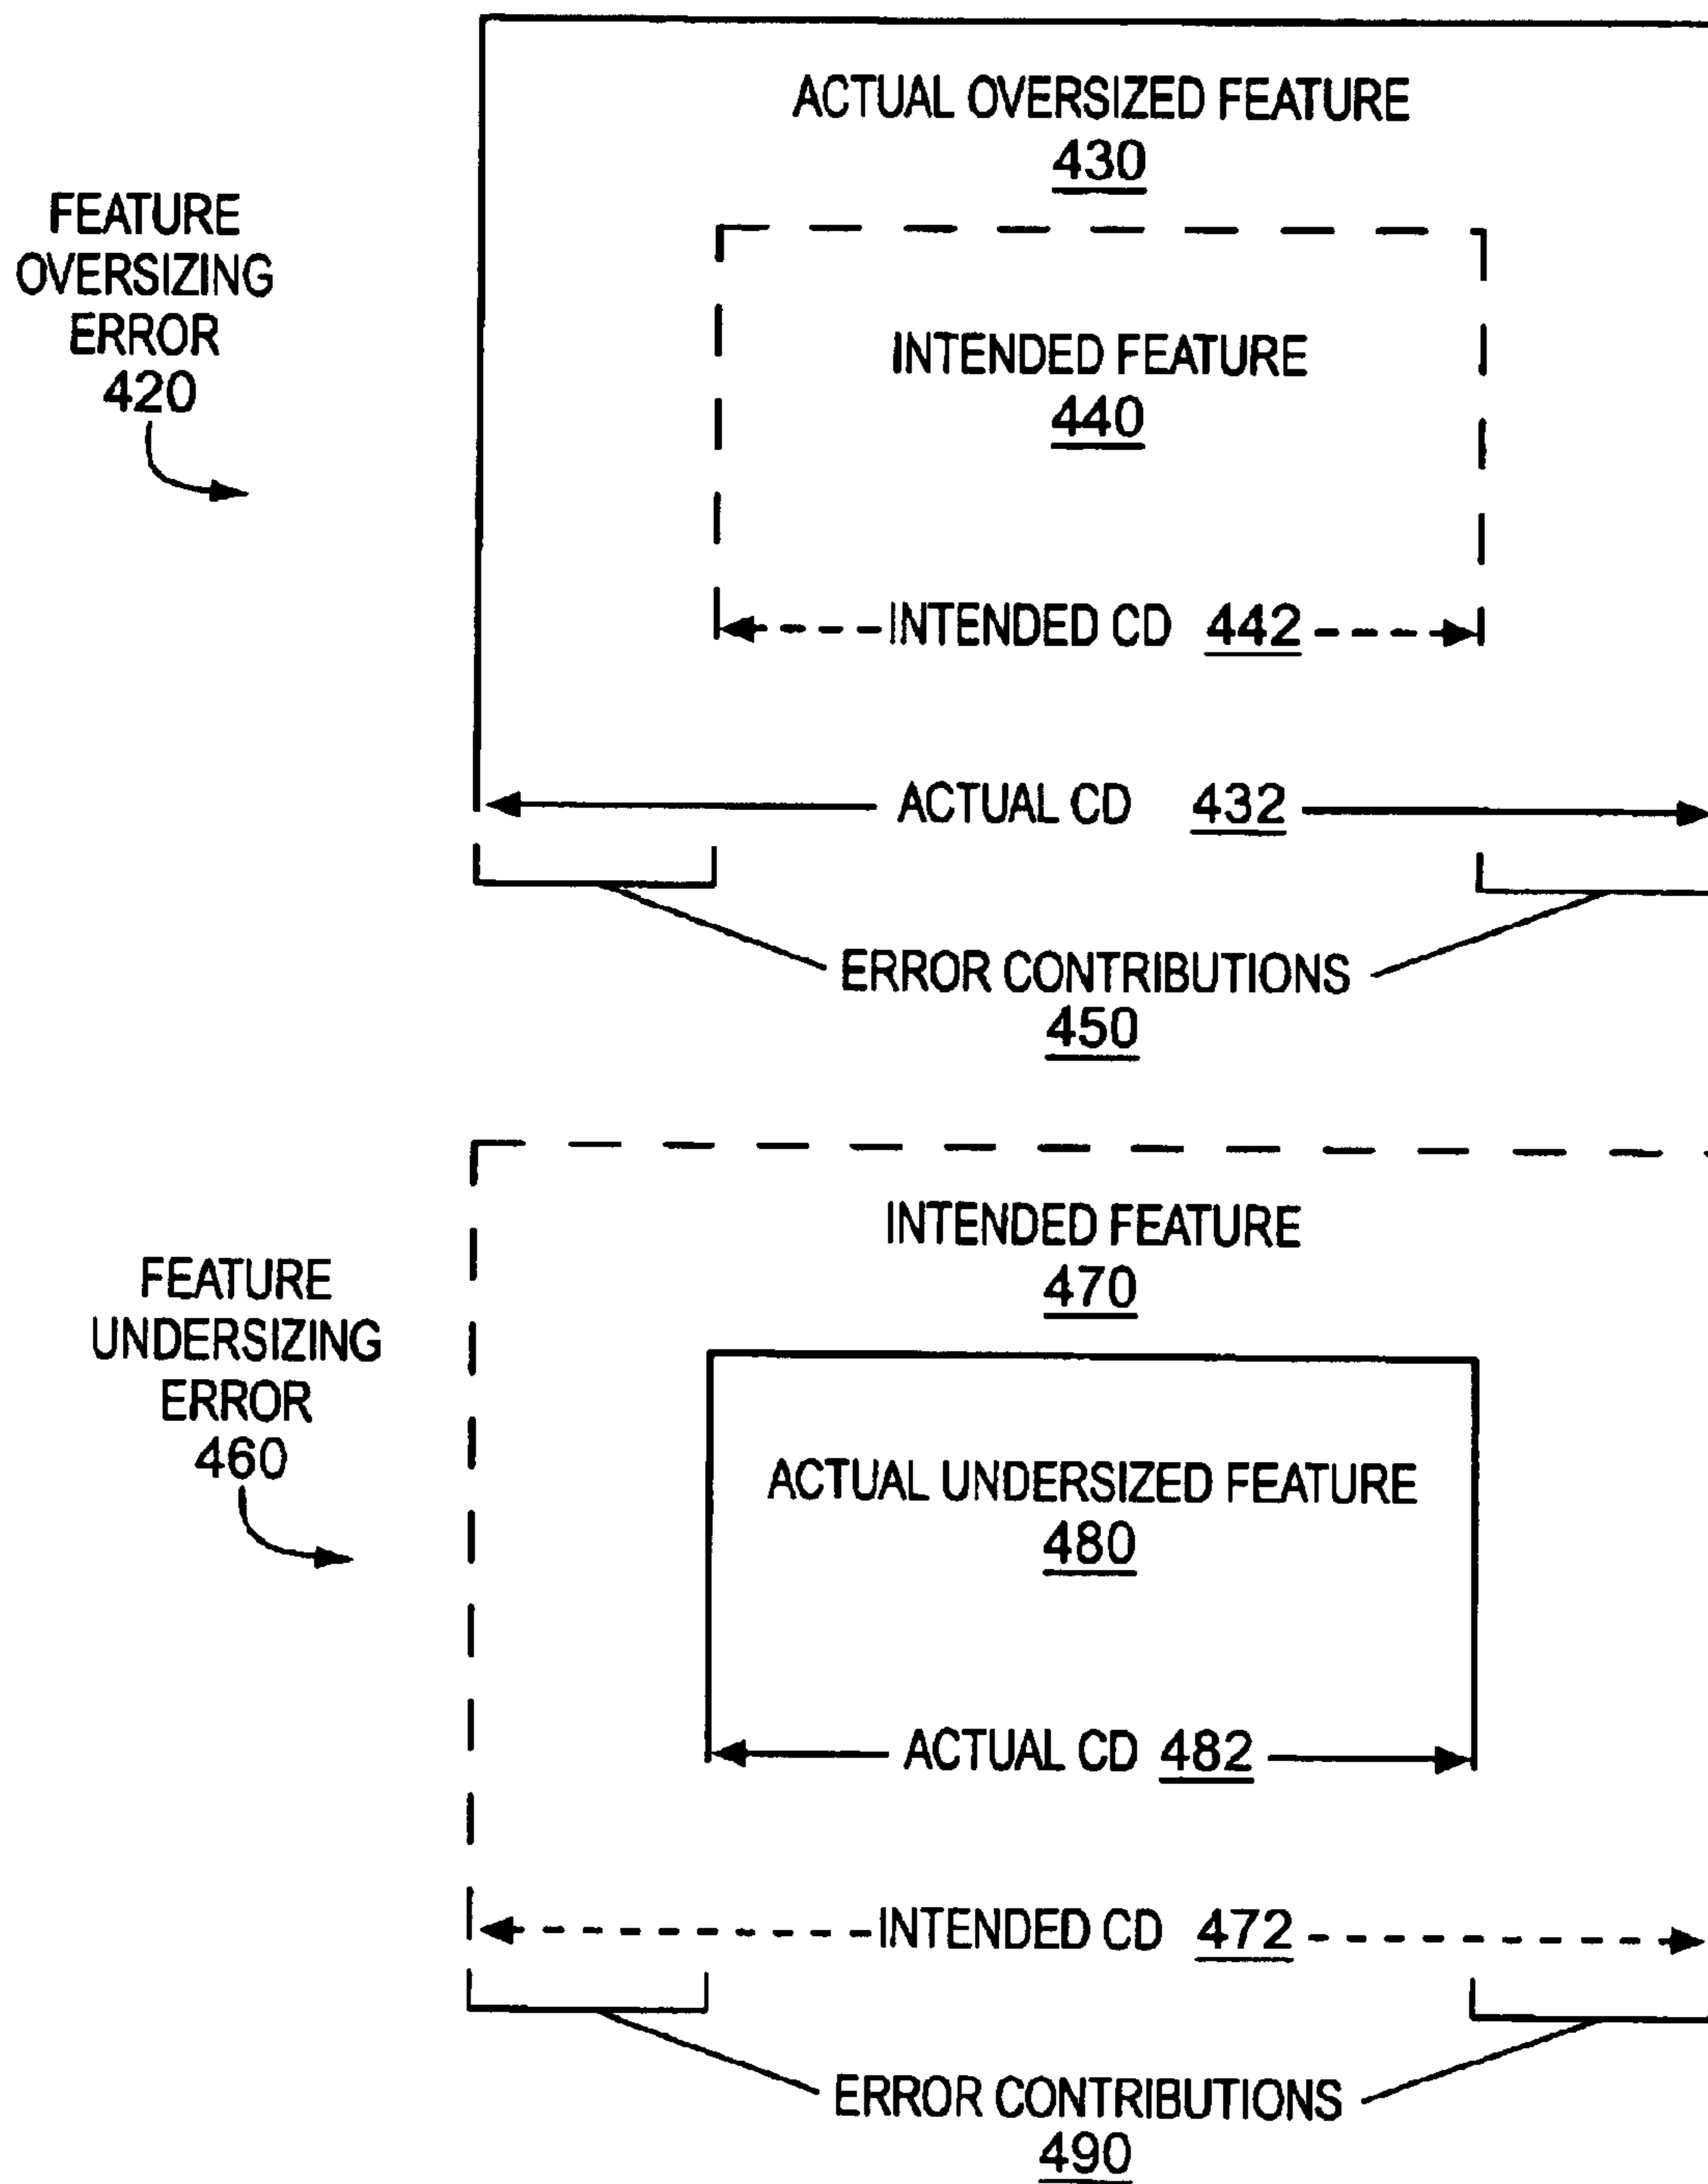 ACTUAL OVERSIZED FEATURE
430
FEATURE
OVERSIZING
ERROR
420
INTENDED FEATURE
440
INTENDED CD 442
ACTUAL CD 432
ERROR CONTRIBUTIONS
450
INTENDED FEATURE
470
FEATURE
UNDERSIZING
ERROR
460
ACTUAL UNDERSIZED FEATURE
480
ACTUAL CD 482
INTENDED CD 472
ERROR CONTRIBUTIONS
490